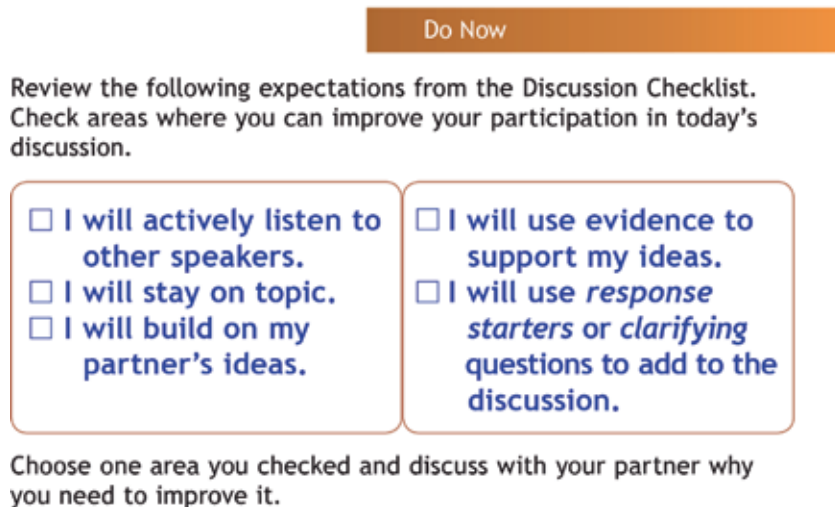 Do Now
Review the following expectations from the Discussion Checklist.
Check areas where you can improve your participation in today's
discussion.
☐ I will actively listen to
other speakers.
☐ I will stay on topic.
☐ I will build on my
partner's ideas.
☐ I will use evidence to
support my ideas.
☐ I will use response
starters or clarifying
questions to add to the
discussion.
Choose one area you checked and discuss with your partner why
you need to improve it.